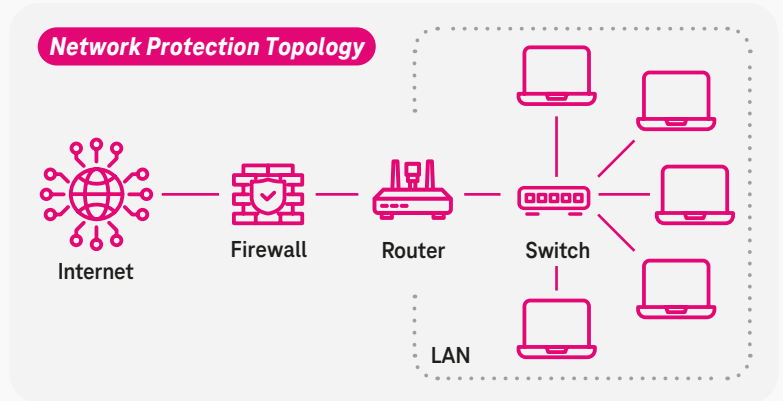 Network Protection Topology
Internet
Firewall
Router
Switch
LAN